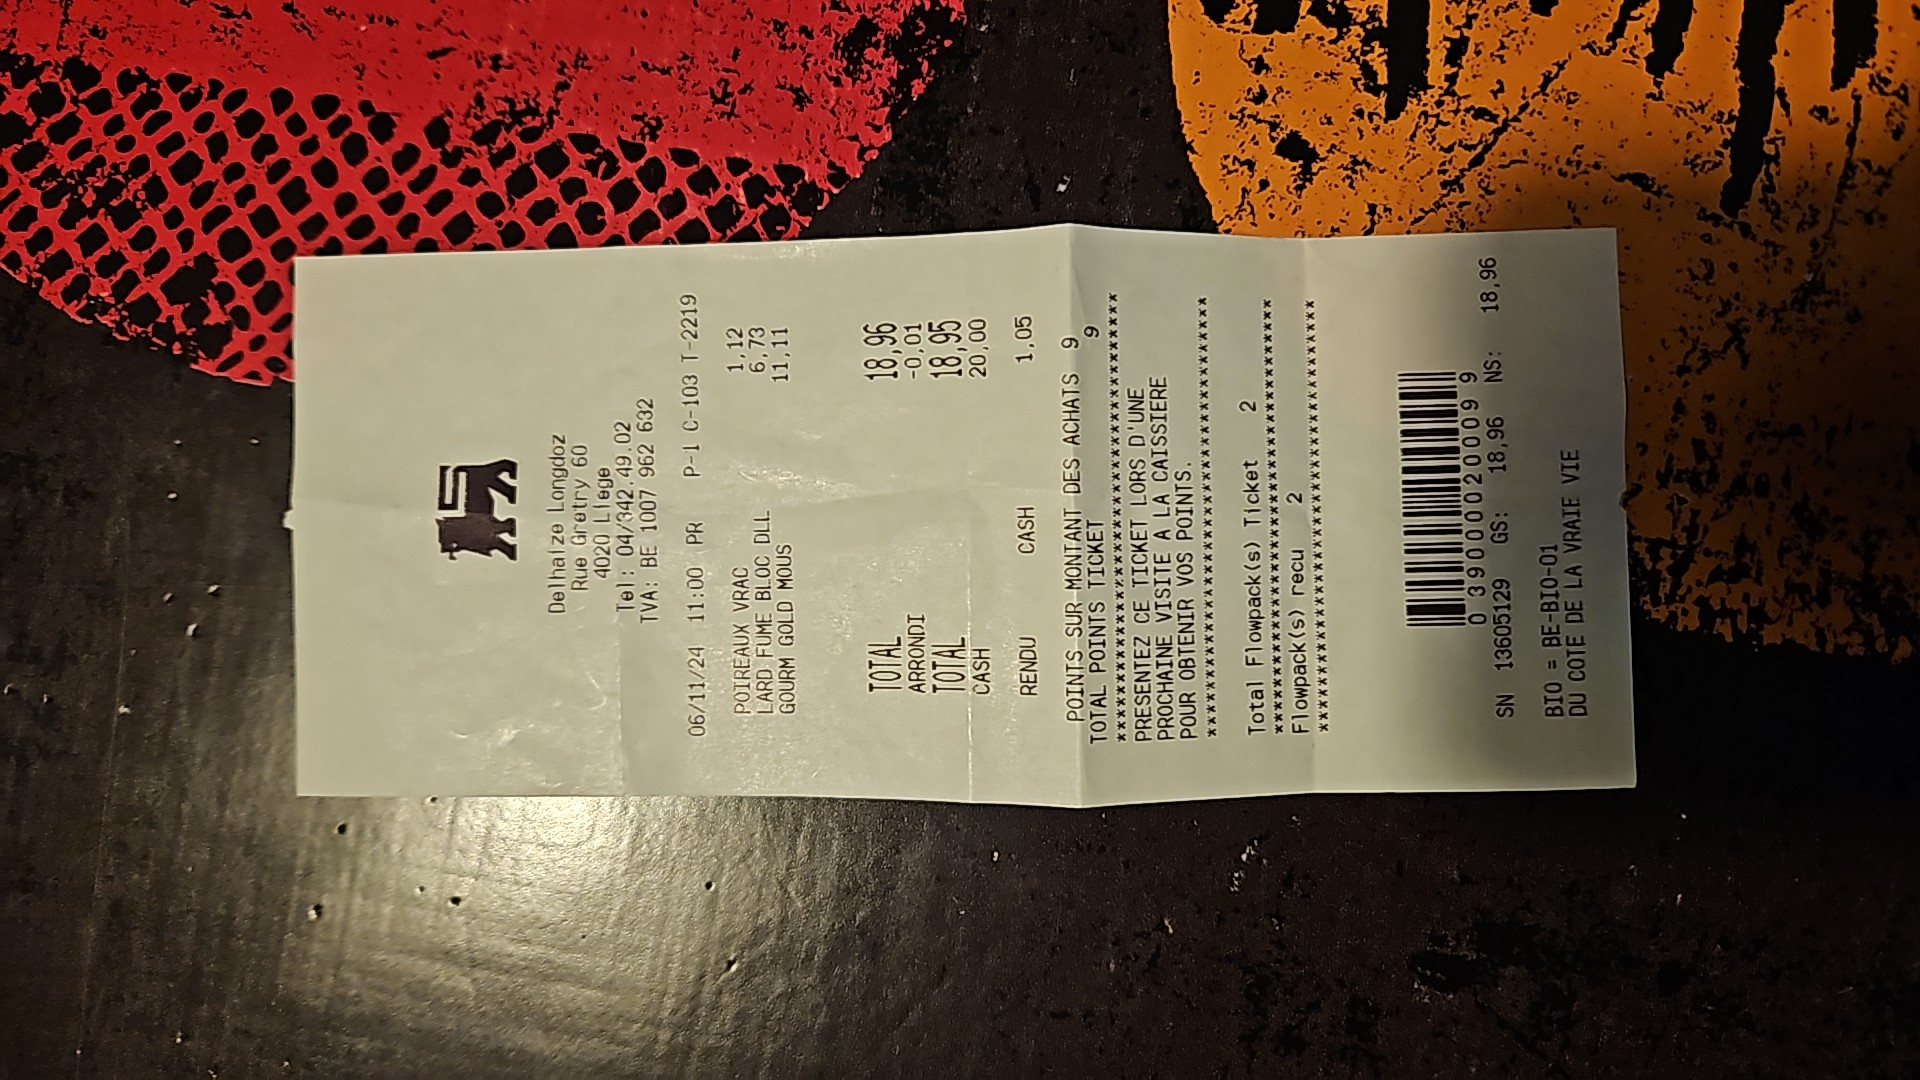 Delhaize Longdoz
Rue Gretry 60
4020 Liege
Tel: 04/342.49.02
TVA: BE 1007 962 632
06/11/24 11:00 PR P-1 C-103 T-2219
POIREAUX VRAC 1,12
LARD FUME BLOC DLL 6,73
GOURM GOLD MOUS 11,11
TOTAL 18,96
ARRONDI -0,01
TOTAL 18,95
CASH 20,00
RENDU CASH 1,05
POINTS SUR MONTANT DES ACHATS 9
TOTAL POINTS TICKET 9
******************************************
PRESENTEZ CE TICKET LORS D'UNE
PROCHAINE VISITE A LA CAISSIERE
POUR OBTENIR VOS POINTS.
******************************************
Total Flowpack(s) Ticket 2
******************************************
Flowpack(s) recu 2
******************************************
0 390000020009 9
SN 13605129 GS: 18,96 NS: 18,96
BIO = BE-BIO-01
DU COTE DE LA VRAIE VIE